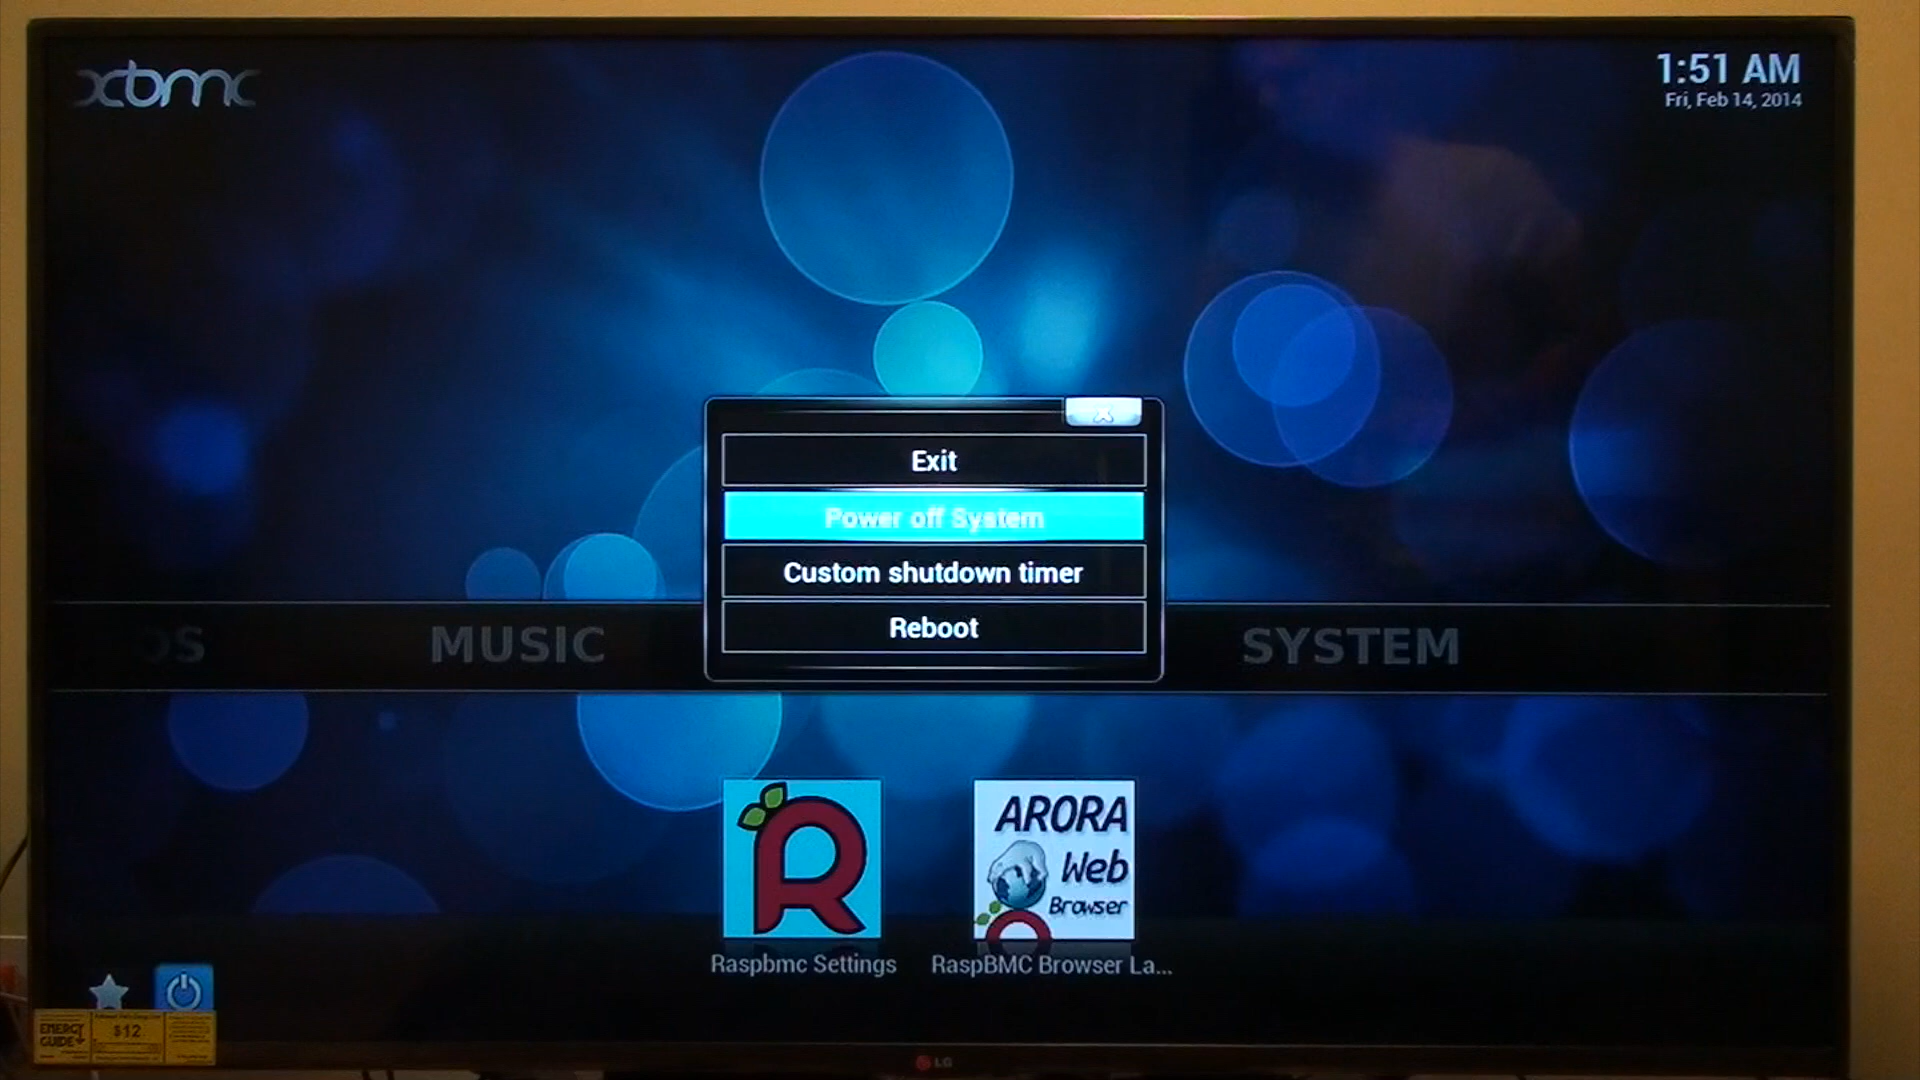 xbmc
1:51 AM
Fri, Feb 14, 2014
x
Exit
Power off System
Custom shutdown timer
Reboot
OS
MUSIC
SYSTEM
R
ARORA
Web
Browser
Raspbmc Settings
RaspBMC Browser La...
ENERGY
GUIDE
$12
LG